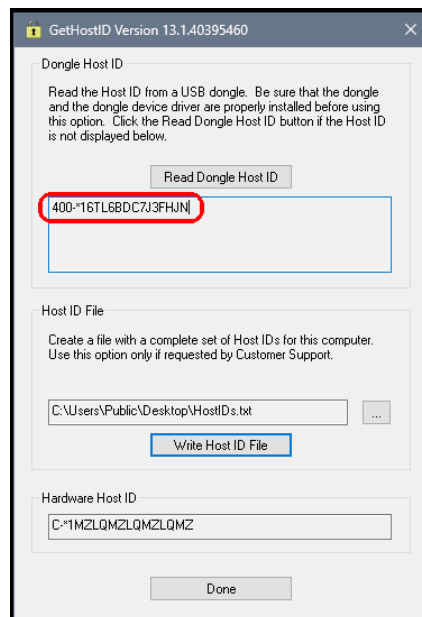 GetHostID Version 13.1.40395460
Dongle Host ID
Read the Host ID from a USB dongle. Be sure that the dongle
and the dongle device driver are properly installed before using
this option. Click the Read Dongle Host ID button if the Host ID
is not displayed below.
Read Dongle Host ID
400-*16TL6BDC7J3FHJN
Host ID File
Create a file with a complete set of Host IDs for this computer.
Use this option only if requested by Customer Support.
C:\Users\Public\Desktop\HostIDs.txt
...
Write Host ID File
Hardware Host ID
C-*1MZLQMZLQMZLQMZ
Done